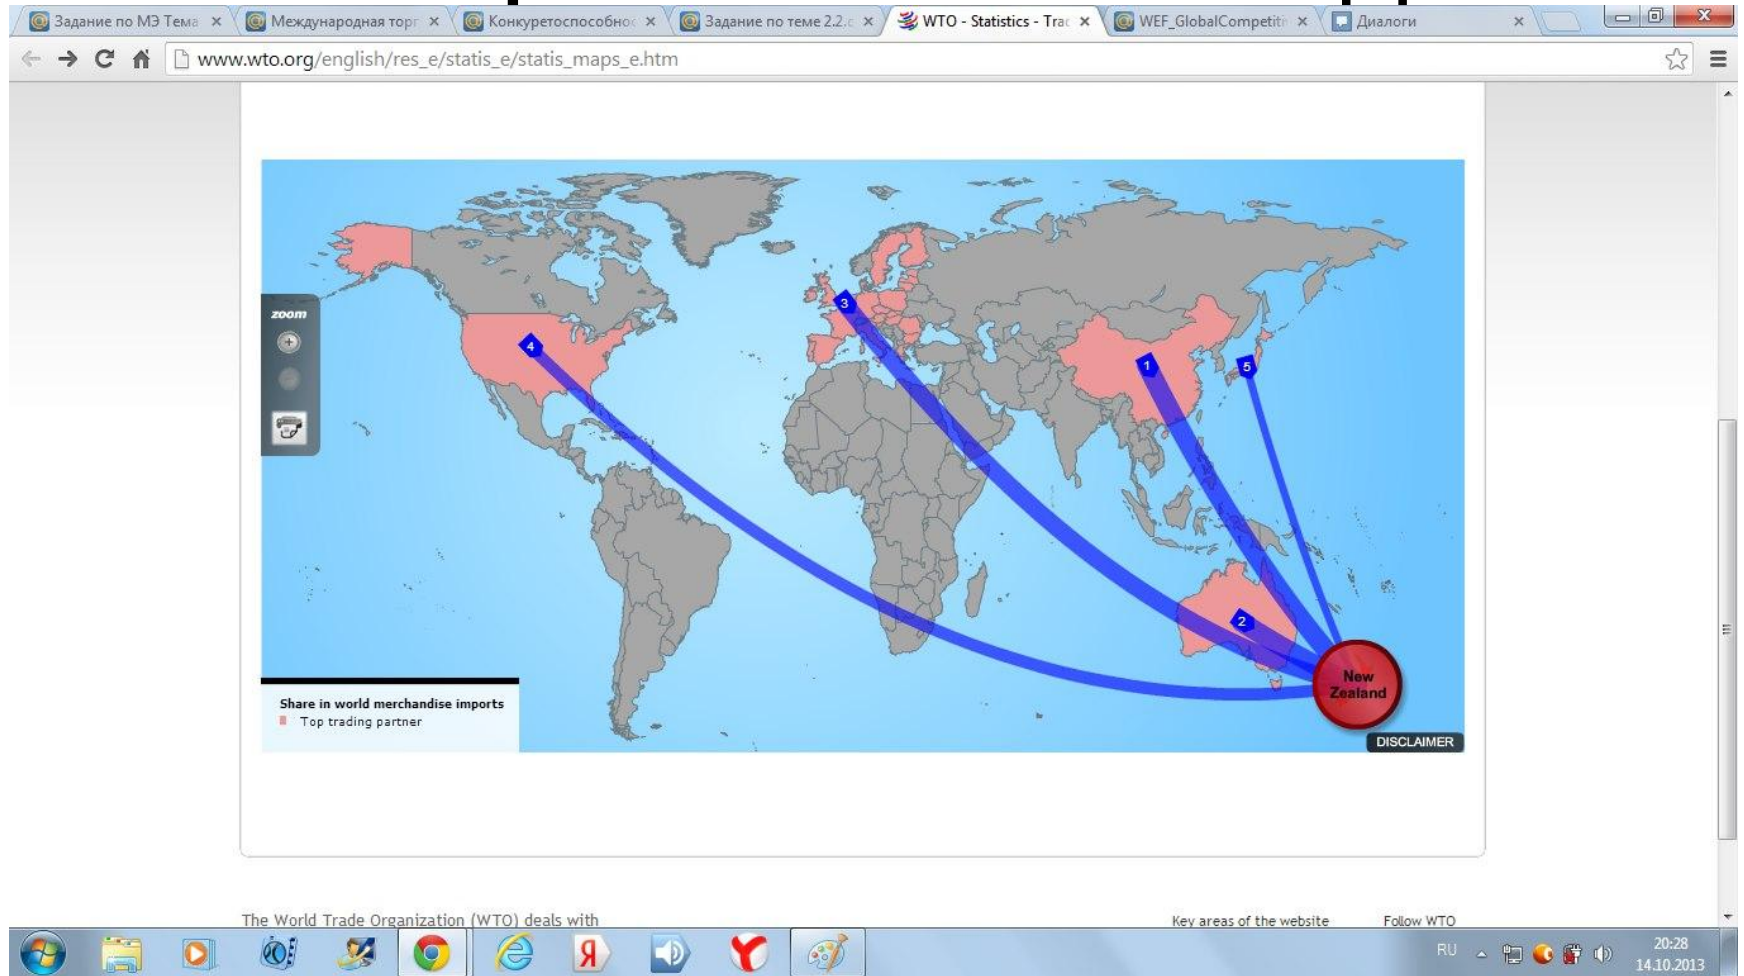 Задание по МЭ Тема
Международная торг
Конкуретоспособнос
Задание по теме 2.2.
WTO - Statistics - Trac
WEF_GlobalCompetiti
Диалоги
www.wto.org/english/res_e/statis_e/statis_maps_e.htm
zoom
3
4
1
5
2
New
Zealand
Share in world merchandise imports
Top trading partner
DISCLAIMER
The World Trade Organization (WTO) deals with
Key areas of the website
Follow WTO
Я
RU
20:28
14.10.2013